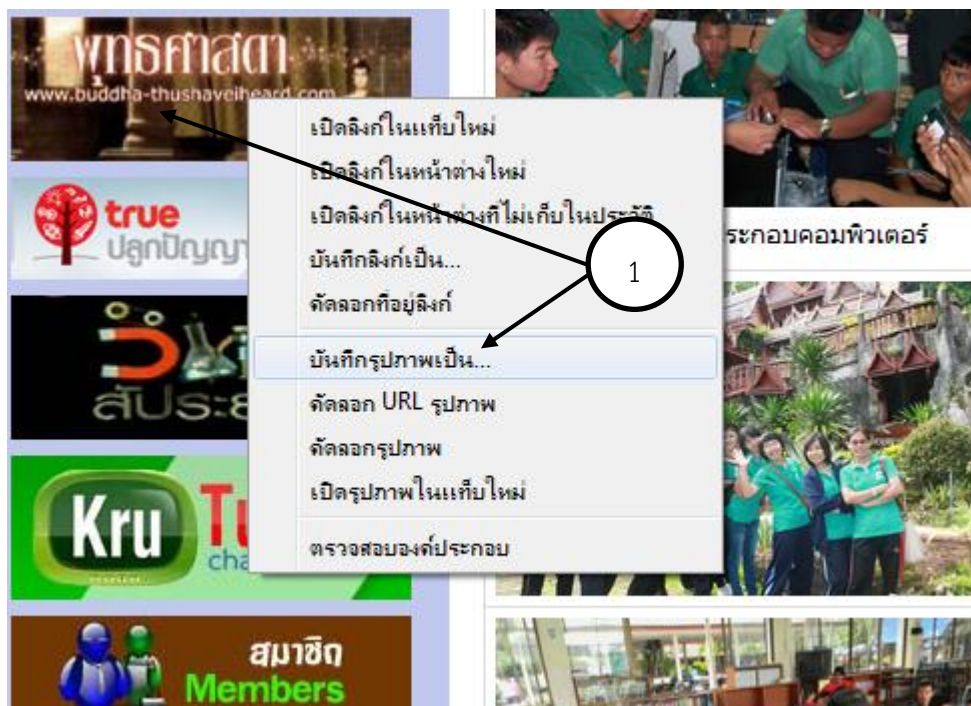 พุทธศาสดา
www.buddha-thushaveiheard.com
true
ปลูกปัญญา
สัประย
Kru
cha
สมาชิก
Members
เปิดลิงก์ในแท็บใหม่
เปิดลิงก์ในหน้าต่างใหม่
เปิดลิงก์ในหน้าต่างที่ไม่เก็บในประวัติ
บันทึกลิงก์เป็น...
คัดลอกที่อยู่ลิงก์
บันทึกรูปภาพเป็น...
คัดลอก URL รูปภาพ
คัดลอกรูปภาพ
เปิดรูปภาพในแท็บใหม่
ตรวจสอบองค์ประกอบ
1
ระกอบคอมพิวเตอร์